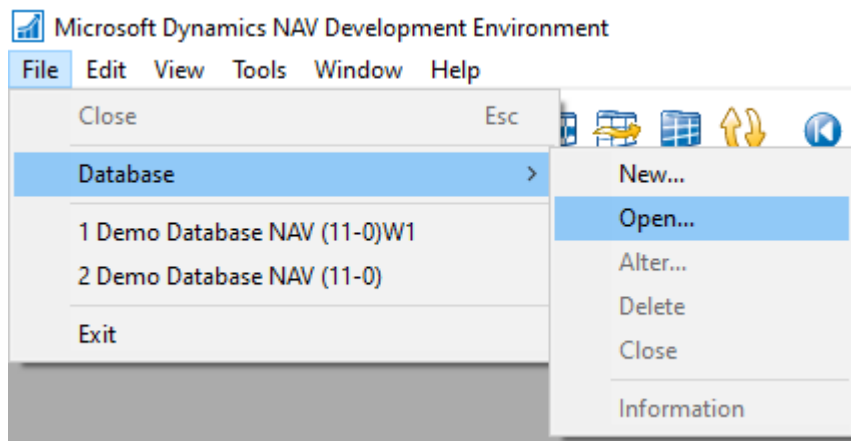 Microsoft Dynamics NAV Development Environment
File Edit View Tools Window Help
Close Esc
Database >
1 Demo Database NAV (11-0)W1
2 Demo Database NAV (11-0)
Exit
New...
Open...
Alter...
Delete
Close
Information